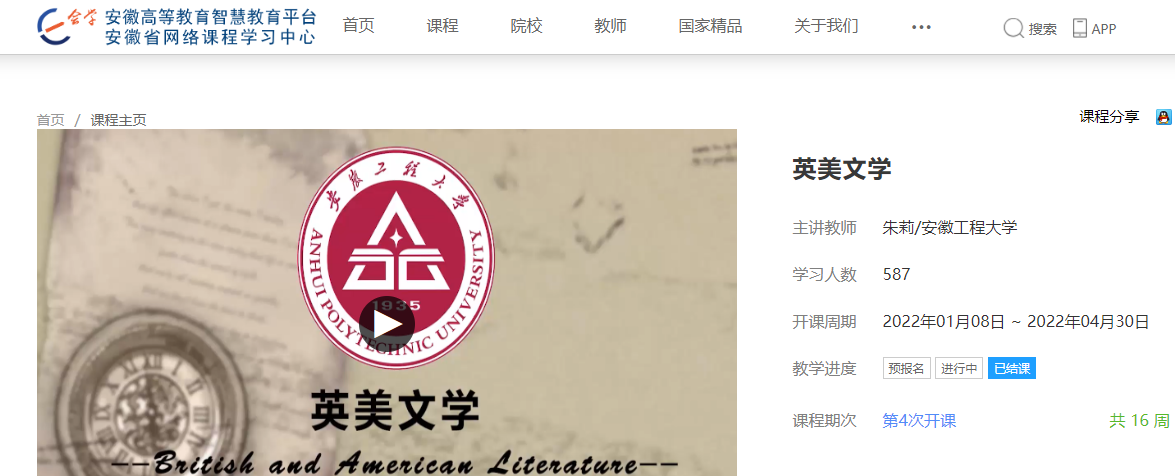 会学 安徽高等教育智慧教育平台
安徽省网络课程学习中心
首页 课程 院校 教师 国家精品 关于我们 ••• 搜索 APP
首页 / 课程主页
课程分享
安徽工程大学
ANHUI POLYTECHNIC UNIVERSITY
1935
英美文学
--British and American Literature--
英美文学
主讲教师 朱莉/安徽工程大学
学习人数 587
开课周期 2022年01月08日 ~ 2022年04月30日
教学进度 预报名 进行中 已结课
课程期次 第4次开课 共 16 周